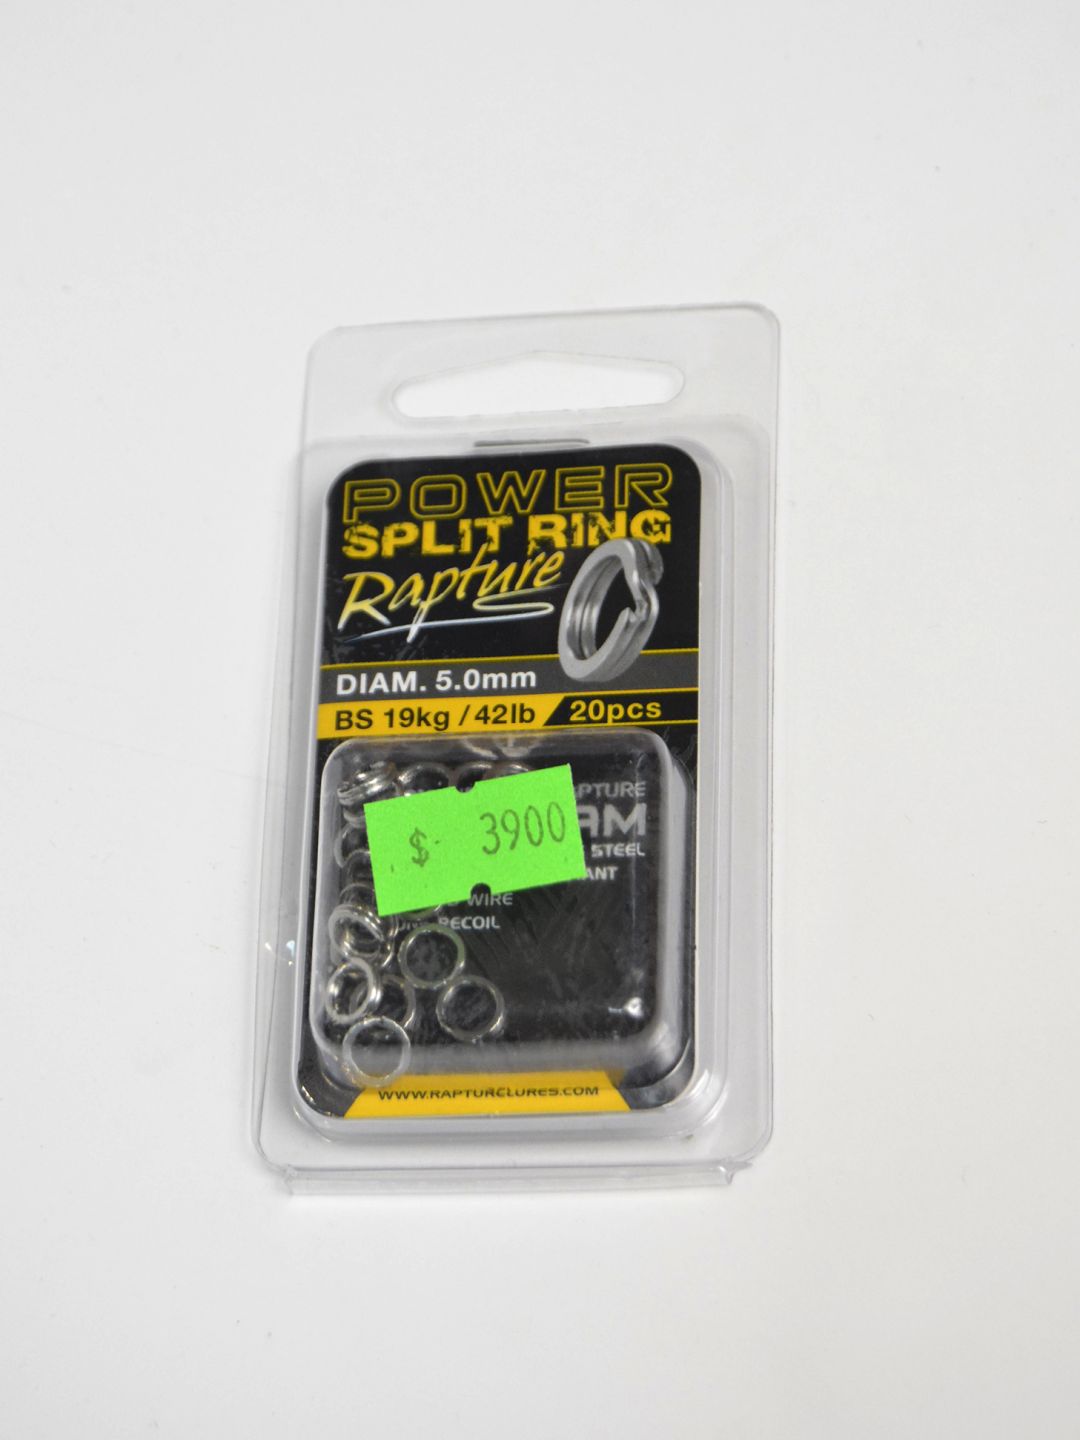 POWER
SPLIT RING
Rapture
DIAM. 5.0mm
BS 19kg / 42lb 20pcs
$ 3900
STEEL
WIRE
RECOIL
WWW.RAPTURELURES.COM